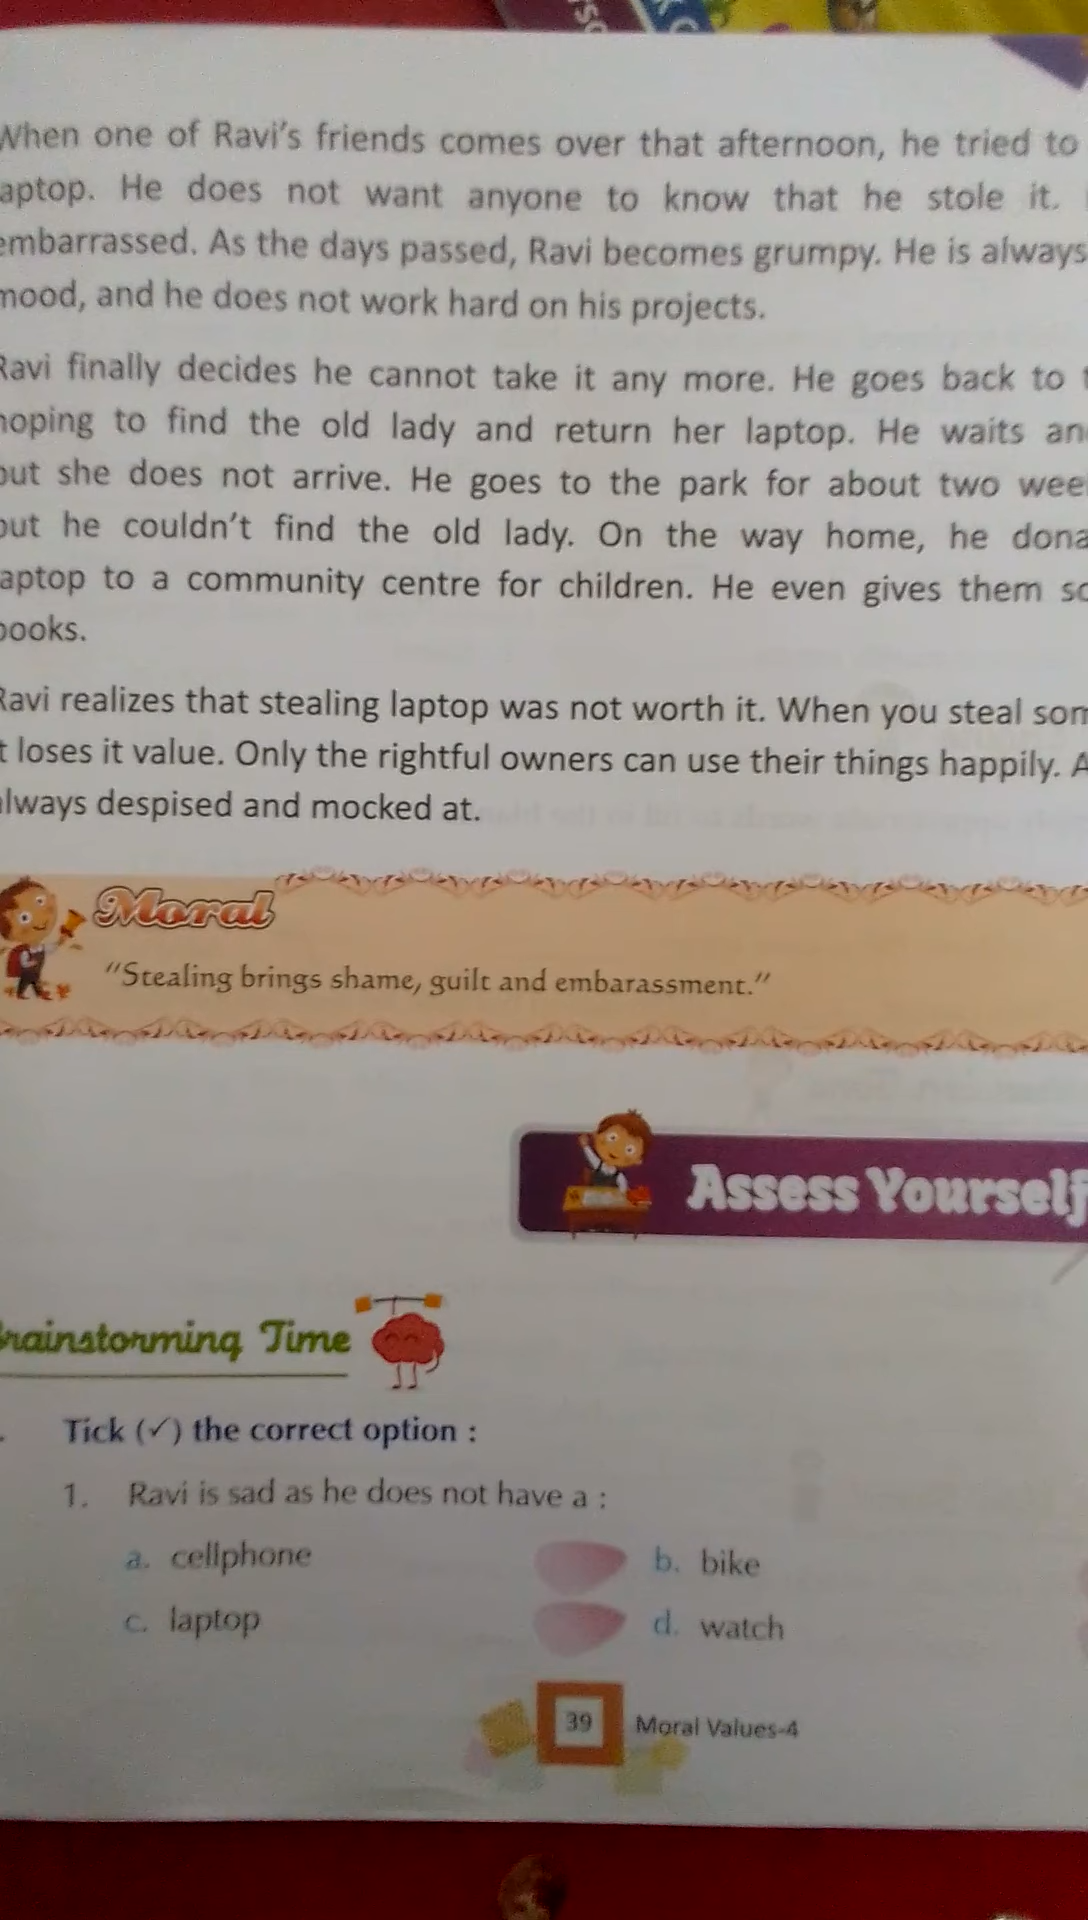 When one of Ravi's friends comes over that afternoon, he tried to
aptop. He does not want anyone to know that he stole it.
embarrassed. As the days passed, Ravi becomes grumpy. He is always
mood, and he does not work hard on his projects.
Ravi finally decides he cannot take it any more. He goes back to
hoping to find the old lady and return her laptop. He waits an
out she does not arrive. He goes to the park for about two wee
out he couldn't find the old lady. On the way home, he dona
aptop to a community centre for children. He even gives them so
books.
Ravi realizes that stealing laptop was not worth it. When you steal som
t loses it value. Only the rightful owners can use their things happily. A
always despised and mocked at.
Moral
"Stealing brings shame, guilt and embarassment."
Assess Yourself
Brainstorming Time
Tick (✓) the correct option :
1. Ravi is sad as he does not have a :
a. cellphone b. bike
c. laptop d. watch
39 Moral Values-4